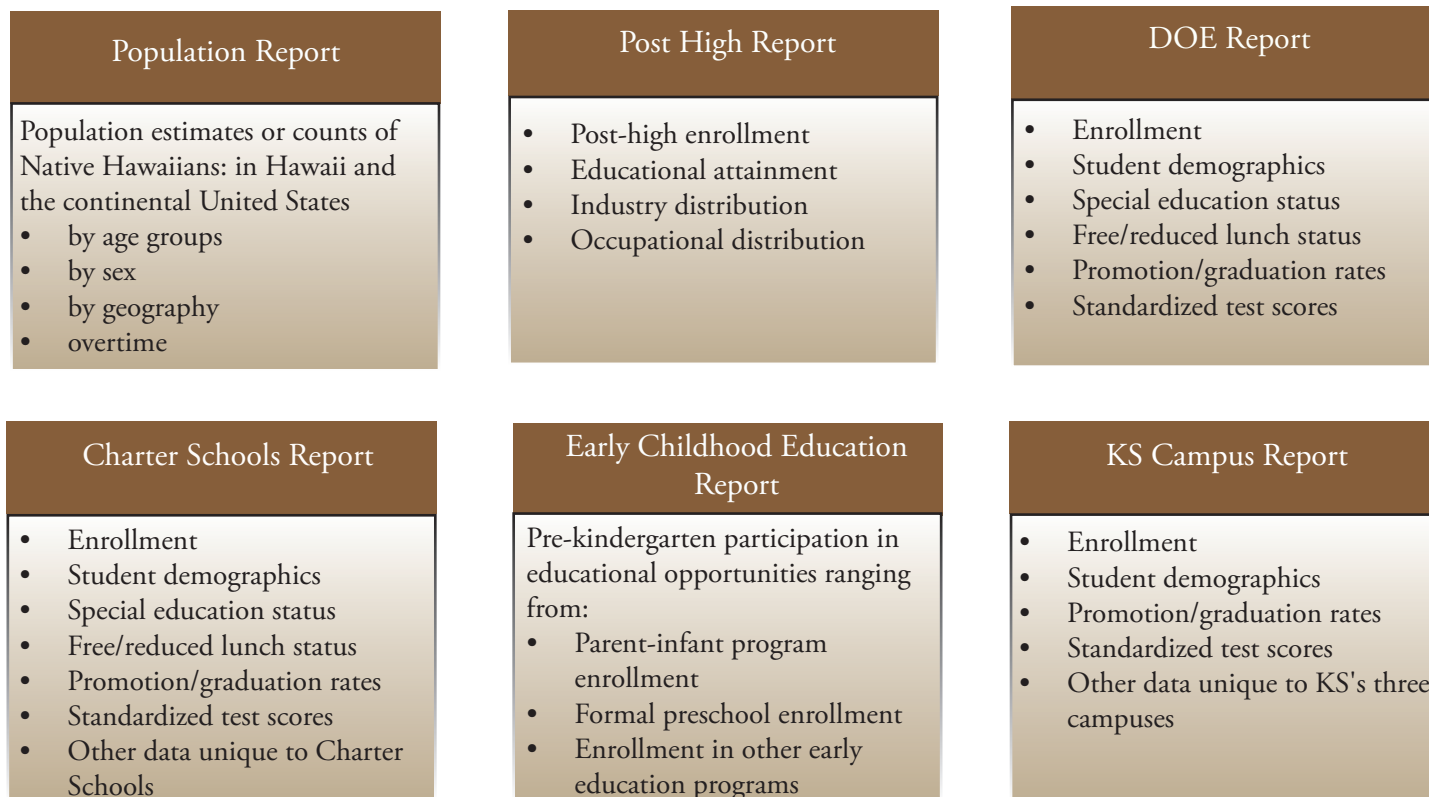 Population Report
Population estimates or counts of
Native Hawaiians: in Hawaii and
the continental United States
• by age groups
• by sex
• by geography
• overtime
Post High Report
• Post-high enrollment
• Educational attainment
• Industry distribution
• Occupational distribution
DOE Report
• Enrollment
• Student demographics
• Special education status
• Free/reduced lunch status
• Promotion/graduation rates
• Standardized test scores
Charter Schools Report
• Enrollment
• Student demographics
• Special education status
• Free/reduced lunch status
• Promotion/graduation rates
• Standardized test scores
• Other data unique to Charter
Schools
Early Childhood Education
Report
Pre-kindergarten participation in
educational opportunities ranging
from:
• Parent-infant program
enrollment
• Formal preschool enrollment
• Enrollment in other early
education programs
KS Campus Report
• Enrollment
• Student demographics
• Promotion/graduation rates
• Standardized test scores
• Other data unique to KS's three
campuses